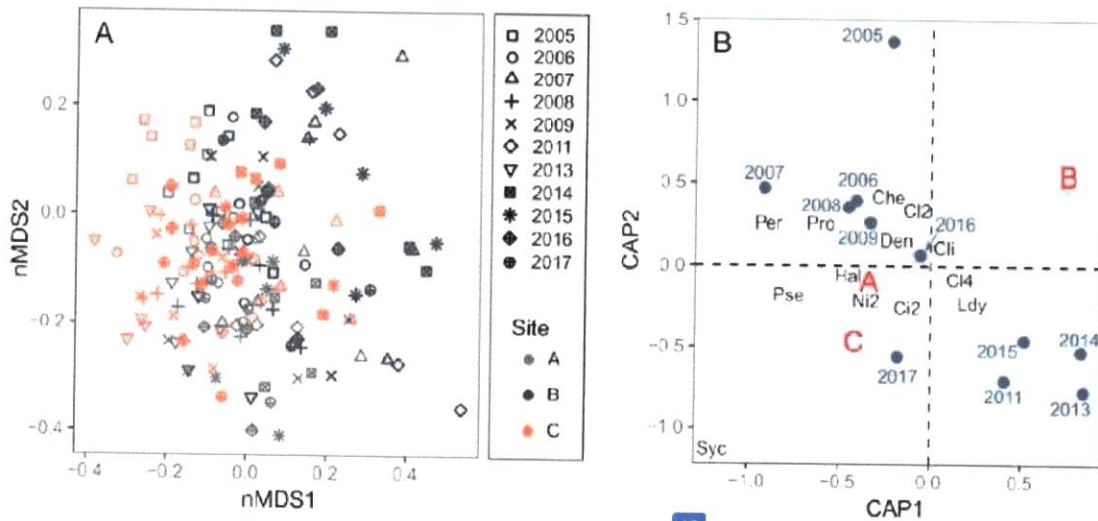 A
nMDS2
0.2
0.0
−0.2
−0.4
−0.4
−0.2
0.0
0.2
0.4
nMDS1
2005
2006
2007
2008
2009
2011
2013
2014
2015
2016
2017
Site
A
B
C
B
CAP2
1.5
1.0
0.5
0.0
−0.5
−1.0
−1.0
−0.5
0.0
0.5
CAP1
2005
B
2007
2006
Che
2008
Cl2
Per
Pro
2016
2009
Den
Cli
Hal
A
Cl4
Pse
Ni2
Ci2
Ldy
C
2015
2014
2017
2011
2013
Syc